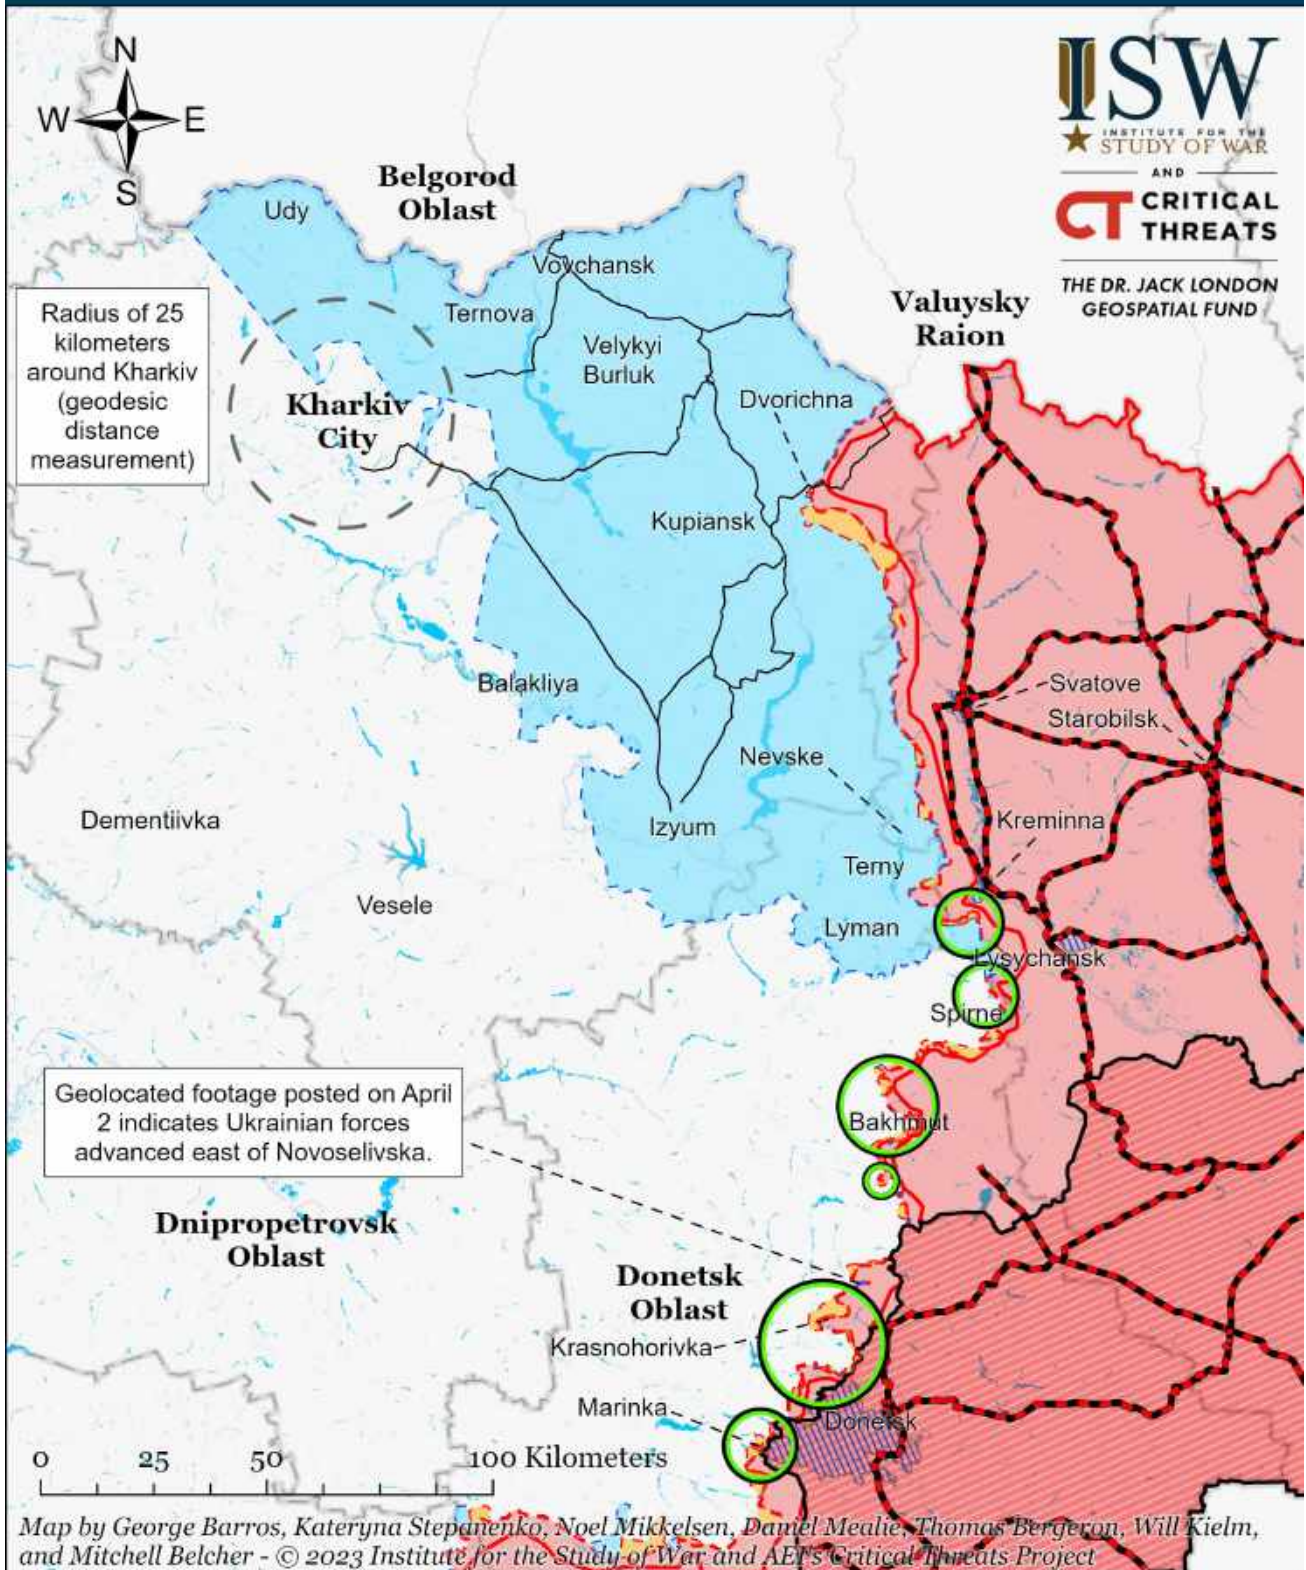 N
W
E
S
ISW
INSTITUTE FOR THE
STUDY OF WAR
AND
CT CRITICAL
THREATS
THE DR. JACK LONDON
GEOSPATIAL FUND
Belgorod
Oblast
Udy
Vovchansk
Ternova
Valuysky
Raion
Radius of 25
kilometers
around Kharkiv
(geodesic
distance
measurement)
Velykyi
Burluk
Kharkiv
City
Dvorichna
Kupiansk
Balakliya
Svatove
Starobilsk
Nevske
Dementiivka
Izyum
Kreminna
Terny
Vesele
Lyman
Lysychansk
Spirne
Geolocated footage posted on April
2 indicates Ukrainian forces
advanced east of Novoselivska.
Bakhmut
Dnipropetrovsk
Oblast
Donetsk
Oblast
Krasnohorivka
Marinka
Donetsk
0 25 50 100 Kilometers
Map by George Barros, Kateryna Stepanenko, Noel Mikkelsen, Daniel Mealie, Thomas Bergeron, Will Kielm,
and Mitchell Belcher - © 2023 Institute for the Study of War and AEI's Critical Threats Project